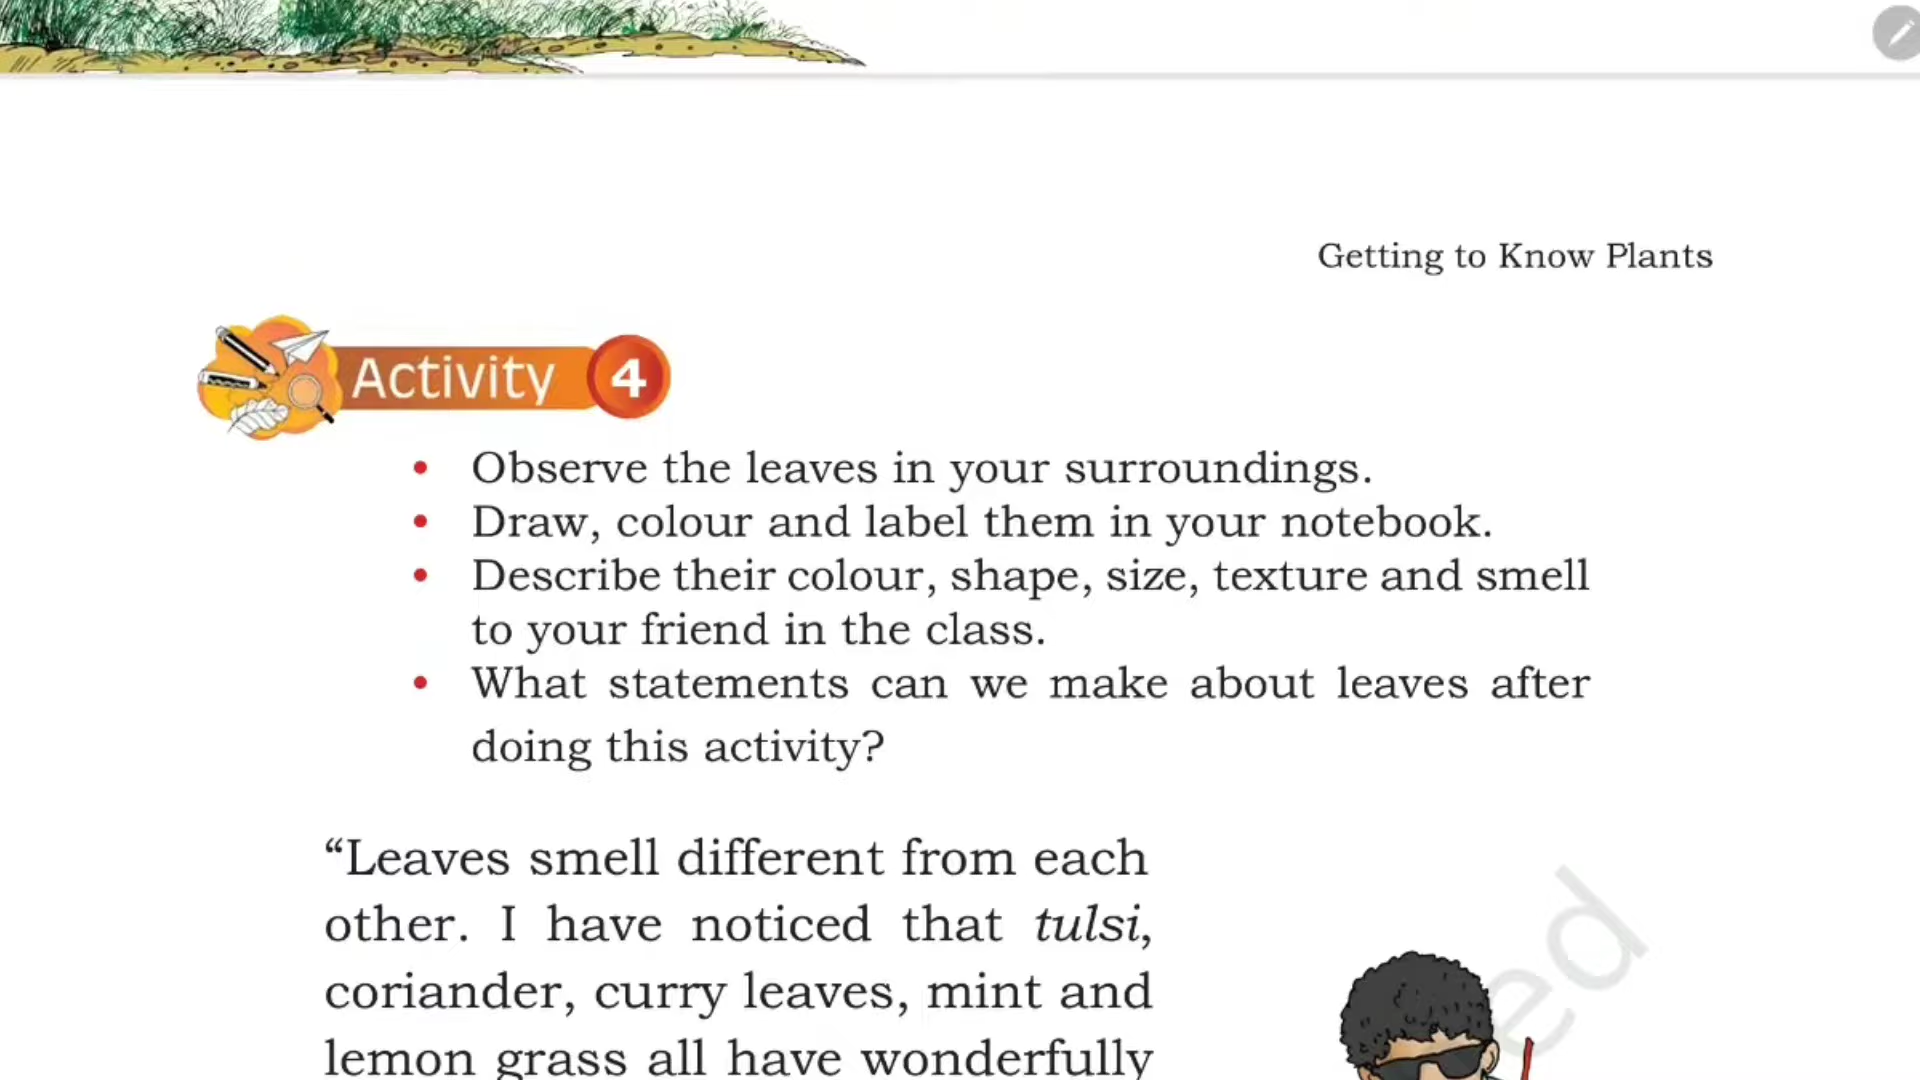 Getting to Know Plants
Activity 4
• Observe the leaves in your surroundings.
• Draw, colour and label them in your notebook.
• Describe their colour, shape, size, texture and smell
to your friend in the class.
• What statements can we make about leaves after
doing this activity?
“Leaves smell different from each
other. I have noticed that tulsi,
coriander, curry leaves, mint and
lemon grass all have wonderfully
ed